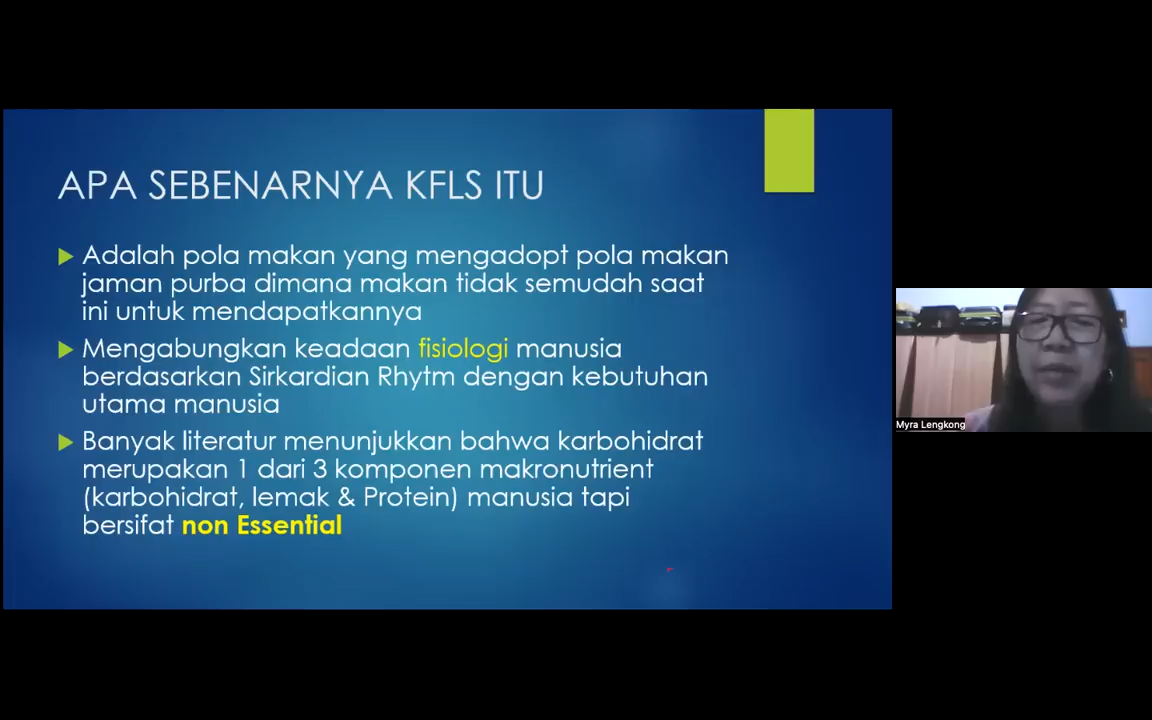 APA SEBENARNYA KFLS ITU
Adalah pola makan yang mengadopt pola makan
jaman purba dimana makan tidak semudah saat
ini untuk mendapatkannya
Mengabungkan keadaan fisiologi manusia
berdasarkan Sirkardian Rhytm dengan kebutuhan
utama manusia
Banyak literatur menunjukkan bahwa karbohidrat
merupakan 1 dari 3 komponen makronutrient
(karbohidrat, lemak & Protein) manusia tapi
bersifat non Essential
Myra Lengkong